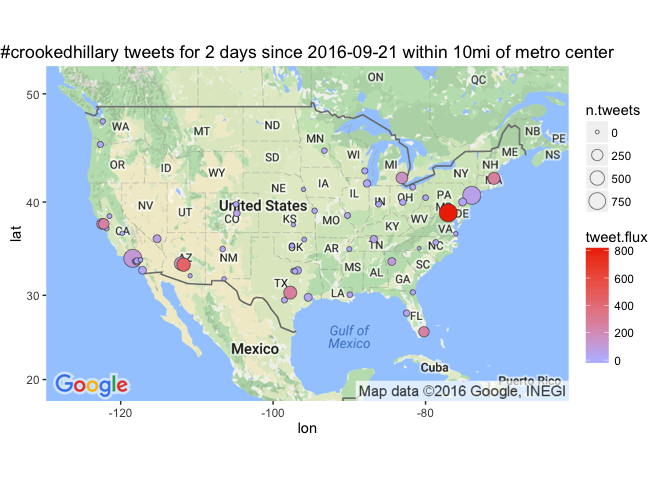 #crookedhillary tweets for 2 days since 2016-09-21 within 10mi of metro center
50
40
30
20
lat
-120
-100
-80
lon
ON
QC
WA
MT
ND
MN
NB
PE
ME
NS
OR
ID
SD
WI
MI
NY
NH
MA
WY
IA
NE
IL
IN
OH
PA
NV
UT
United States
CO
KS
MO
KY
WV
VA
DE
CA
AZ
NM
OK
AR
TN
NC
SC
MS
AL
GA
TX
LA
FL
Gulf of
Mexico
Mexico
Cuba
Puerto Rico
Google
Map data ©2016 Google, INEGI
n.tweets
0
250
500
750
tweet.flux
800
600
400
200
0